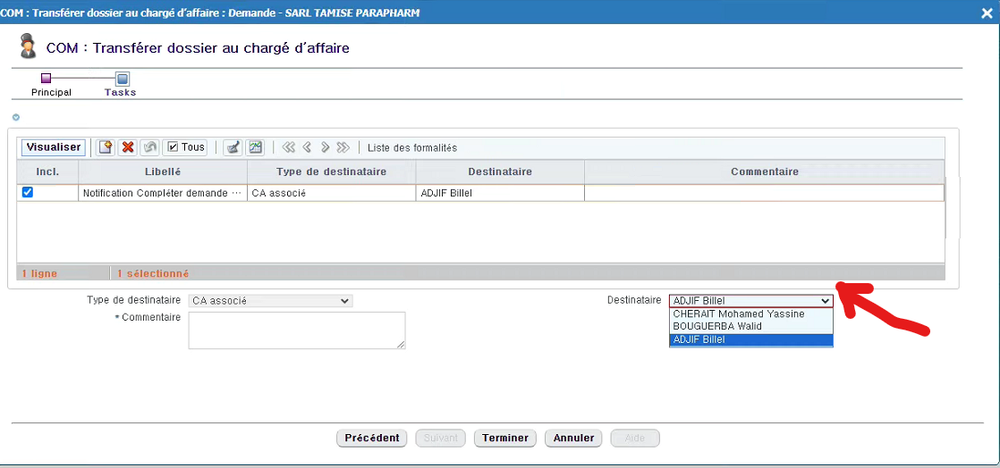 COM : Transférer dossier au chargé d'affaire : Demande - SARL TAMISE PARAPHARM
COM : Transférer dossier au chargé d'affaire
Principal Tasks
Visualiser Tous Liste des formalités
Incl. Libellé Type de destinataire Destinataire Commentaire
Notification Compléter demande ... CA associé ADJIF Billel
1 ligne 1 sélectionné
Type de destinataire CA associé Destinataire ADJIF Billel
* Commentaire CHERAIT Mohamed Yassine
BOUGUERBA Walid
ADJIF Billel
Précédent Suivant Terminer Annuler Aide